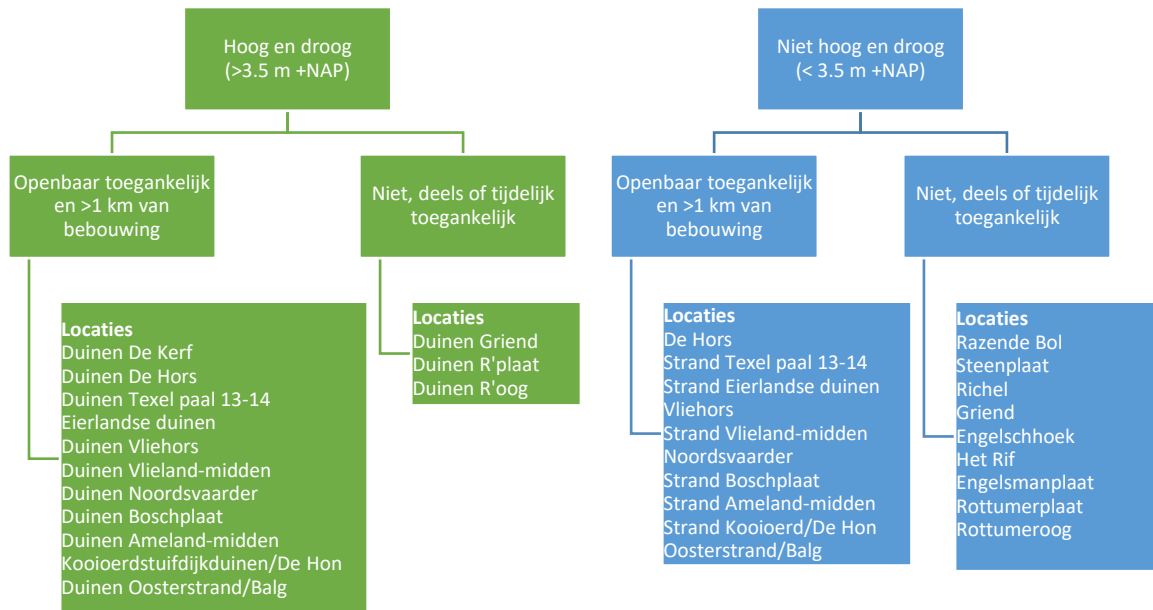 Hoog en droog
(>3.5 m +NAP)
Openbaar toegankelijk
en >1 km van
bebouwing
Niet, deels of tijdelijk
toegankelijk
Locaties
Duinen De Kerf
Duinen De Hors
Duinen Texel paal 13-14
Eierlandse duinen
Duinen Vliehors
Duinen Vlieland-midden
Duinen Noordsvaarder
Duinen Boschplaat
Duinen Ameland-midden
Kooioerdstuifdijkduinen/De Hon
Duinen Oosterstrand/Balg
Locaties
Duinen Griend
Duinen R'plaat
Duinen R'oog
Niet hoog en droog
(< 3.5 m +NAP)
Openbaar toegankelijk
en >1 km van
bebouwing
Niet, deels of tijdelijk
toegankelijk
Locaties
De Hors
Strand Texel paal 13-14
Strand Eierlandse duinen
Vliehors
Strand Vlieland-midden
Noordsvaarder
Strand Boschplaat
Strand Ameland-midden
Strand Kooioerd/De Hon
Oosterstrand/Balg
Locaties
Razende Bol
Steenplaat
Richel
Griend
Engelschhoek
Het Rif
Engelsmanplaat
Rottumerplaat
Rottumeroog